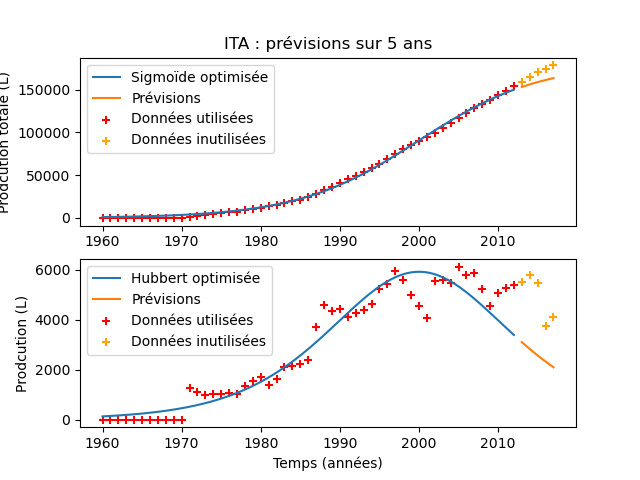 ITA : prévisions sur 5 ans
Prodcution totale (L)
150000
100000
50000
0
Sigmoïde optimisée
Prévisions
Données utilisées
Données inutilisées
1960 1970 1980 1990 2000 2010
Prodcution (L)
6000
4000
2000
0
Hubbert optimisée
Prévisions
Données utilisées
Données inutilisées
1960 1970 1980 1990 2000 2010
Temps (années)